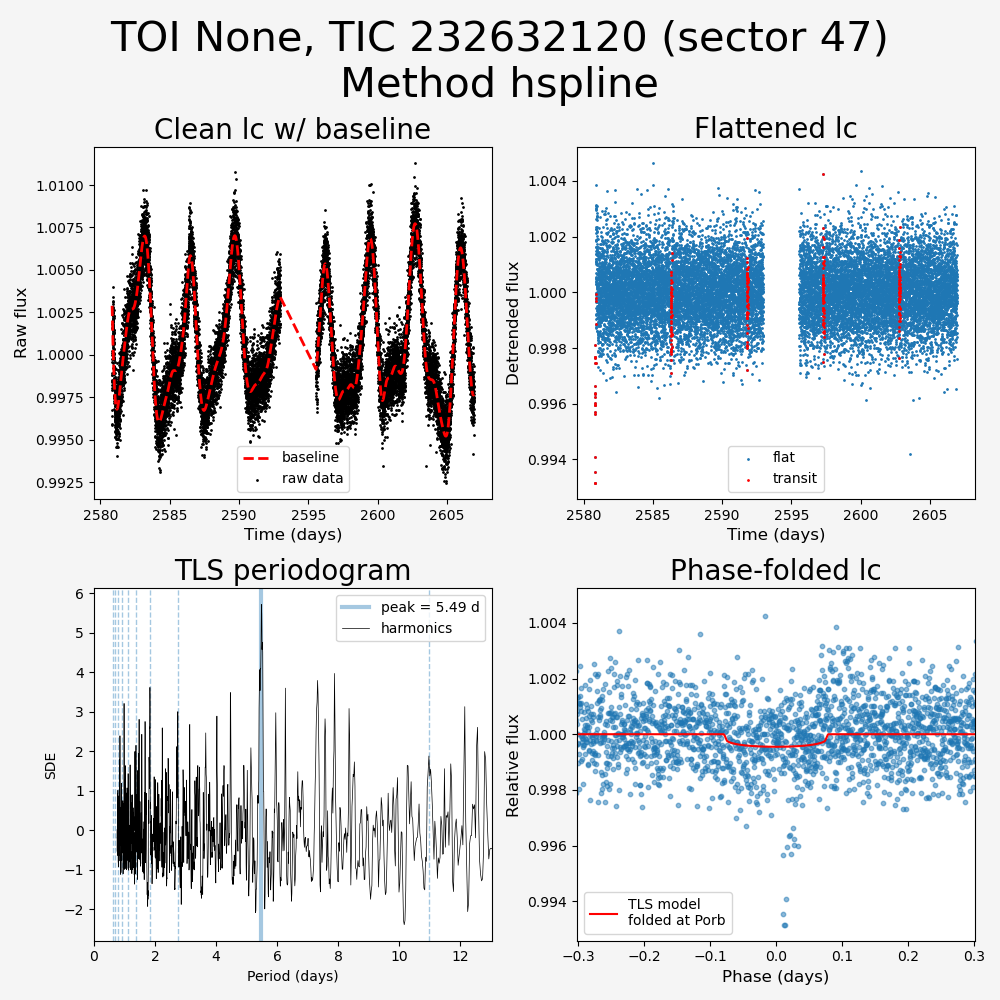 TOI None, TIC 232632120 (sector 47)
Method hspline
Clean lc w/ baseline
Raw flux
1.0100
1.0075
1.0050
1.0025
1.0000
0.9975
0.9950
0.9925
baseline
raw data
2580
2585
2590
2595
2600
2605
Time (days)
Flattened lc
Detrended flux
1.004
1.002
1.000
0.998
0.996
0.994
flat
transit
2580
2585
2590
2595
2600
2605
Time (days)
TLS periodogram
SDE
6
5
4
3
2
1
0
−1
−2
peak = 5.49 d
harmonics
0
2
4
6
8
10
12
Period (days)
Phase-folded lc
Relative flux
1.004
1.002
1.000
0.998
0.996
0.994
TLS model
folded at Porb
−0.3
−0.2
−0.1
0.0
0.1
0.2
0.3
Phase (days)